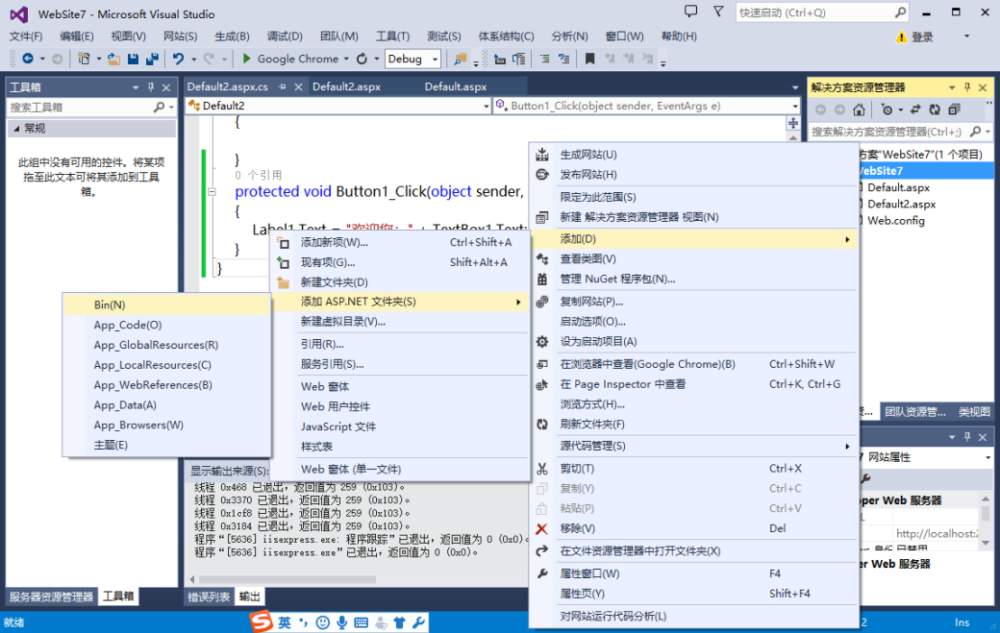 WebSite7 - Microsoft Visual Studio
快速启动 (Ctrl+Q)
文件(F) 编辑(E) 视图(V) 网站(S) 生成(B) 调试(D) 团队(M) 工具(T) 测试(S) 体系结构(C) 分析(N) 窗口(W) 帮助(H) 登录
Google Chrome Debug
工具箱
搜索工具箱
常规
此组中没有可用的控件。将某项
拖至此文本可将其添加到工具
箱。
Default2.aspx.cs Default2.aspx Default.aspx
Default2 Button1_Click(object sender, EventArgs e)
{
}
0 个引用
protected void Button1_Click(object sender,
{
Label1.Text = "欢迎您：" + TextBox1.Text;
}
}
解决方案资源管理器
搜索解决方案资源管理器(Ctrl+;)
方案"WebSite7"(1 个项目)
ebSite7
Default.aspx
Default2.aspx
Web.config
团队资源管... 类视图
7 网站属性
per Web 服务器
http://localhost:2
r Web 服务器
生成网站(U)
发布网站(H)
限定为此范围(S)
新建 解决方案资源管理器 视图(N)
添加(D)
查看类图(V)
管理 NuGet 程序包(N)...
复制网站(P)...
启动选项(O)...
设为启动项目(A)
在浏览器中查看(Google Chrome)(B) Ctrl+Shift+W
在 Page Inspector 中查看 Ctrl+K, Ctrl+G
浏览方式(H)...
刷新文件夹(F)
源代码管理(S)
剪切(T) Ctrl+X
复制(Y) Ctrl+C
粘贴(P) Ctrl+V
移除(V) Del
在文件资源管理器中打开文件夹(X)
属性窗口(W) F4
属性页(Y) Shift+F4
对网站运行代码分析(L)
添加新项(W)... Ctrl+Shift+A
现有项(G)... Shift+Alt+A
新建文件夹(D)
添加 ASP.NET 文件夹(S)
新建虚拟目录(V)...
引用(R)...
服务引用(S)...
Web 窗体
Web 用户控件
JavaScript 文件
样式表
Web 窗体 (单一文件)
Bin(N)
App_Code(O)
App_GlobalResources(R)
App_LocalResources(C)
App_WebReferences(B)
App_Data(A)
App_Browsers(W)
主题(E)
显示输出来源(S):
线程 0x468 已退出，返回值为 259 (0x103)。
线程 0x3370 已退出，返回值为 259 (0x103)。
线程 0x1cf8 已退出，返回值为 259 (0x103)。
线程 0x3184 已退出，返回值为 259 (0x103)。
程序“[5636] iisexpress.exe: 程序跟踪”已退出，返回值为 0 (0x0)。
程序“[5636] iisexpress.exe”已退出，返回值为 0 (0x0)。
服务器资源管理器 工具箱 错误列表 输出
就绪 英 2 Ins